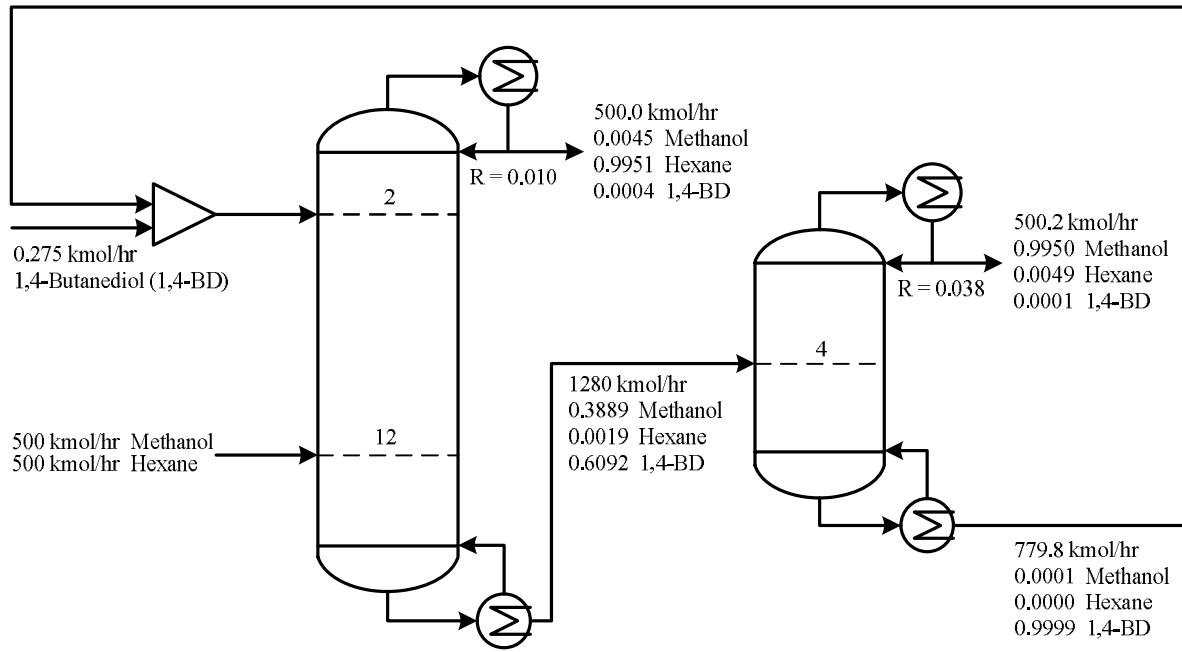 500.0 kmol/hr
0.0045 Methanol
0.9951 Hexane
0.0004 1,4-BD
R = 0.010
2
0.275 kmol/hr
1,4-Butanediol (1,4-BD)
500.2 kmol/hr
0.9950 Methanol
0.0049 Hexane
0.0001 1,4-BD
R = 0.038
4
1280 kmol/hr
0.3889 Methanol
0.0019 Hexane
0.6092 1,4-BD
12
500 kmol/hr Methanol
500 kmol/hr Hexane
779.8 kmol/hr
0.0001 Methanol
0.0000 Hexane
0.9999 1,4-BD